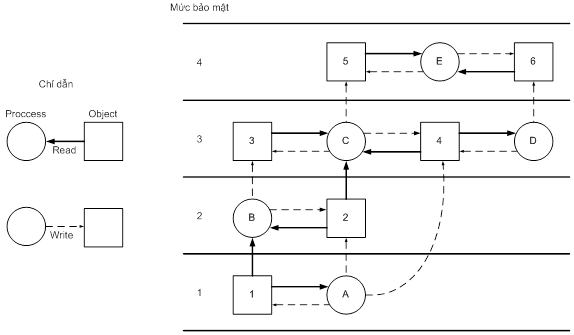 Mức bảo mật
4
5
E
6
Chỉ dẫn
Proccess
Object
Read
3
3
C
4
D
Write
2
B
2
1
1
A